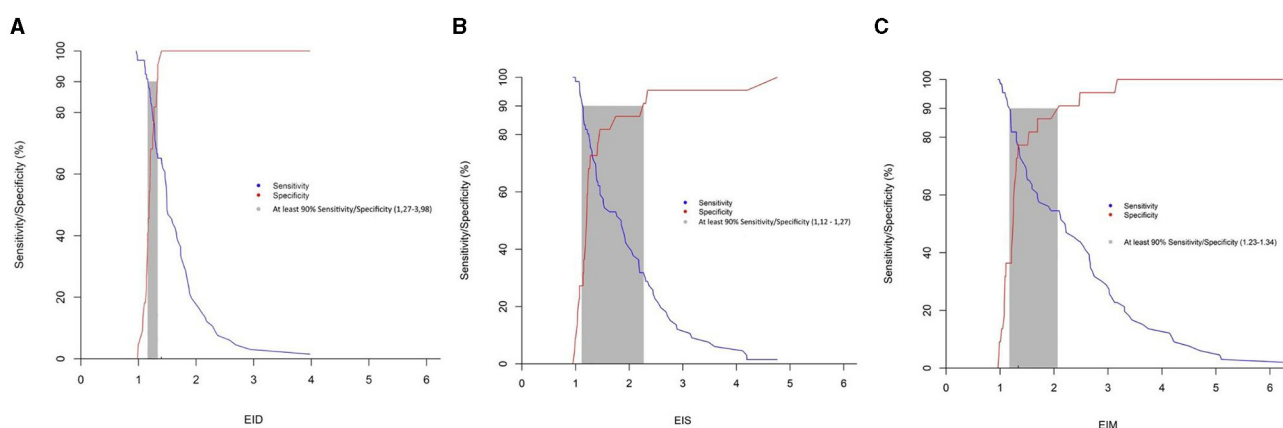 A
B
C
Sensitivity/Specificity (%)
100
90
80
60
40
20
0
Sensitivity
Specificity
At least 90% Sensitivity/Specificity (1,27-3,98)
0 1 2 3 4 5 6
EID
Sensitivity/Specificity (%)
100
90
80
60
40
20
0
Sensitivity
Specificity
At least 90% Sensitivity/Specificity (1,12 - 1,27)
0 1 2 3 4 5 6
EIS
Sensitivity/Specificity (%)
100
90
80
60
40
20
0
Sensitivity
Specificity
At least 90% Sensitivity/Specificity (1.23-1.34)
0 1 2 3 4 5 6
EIM